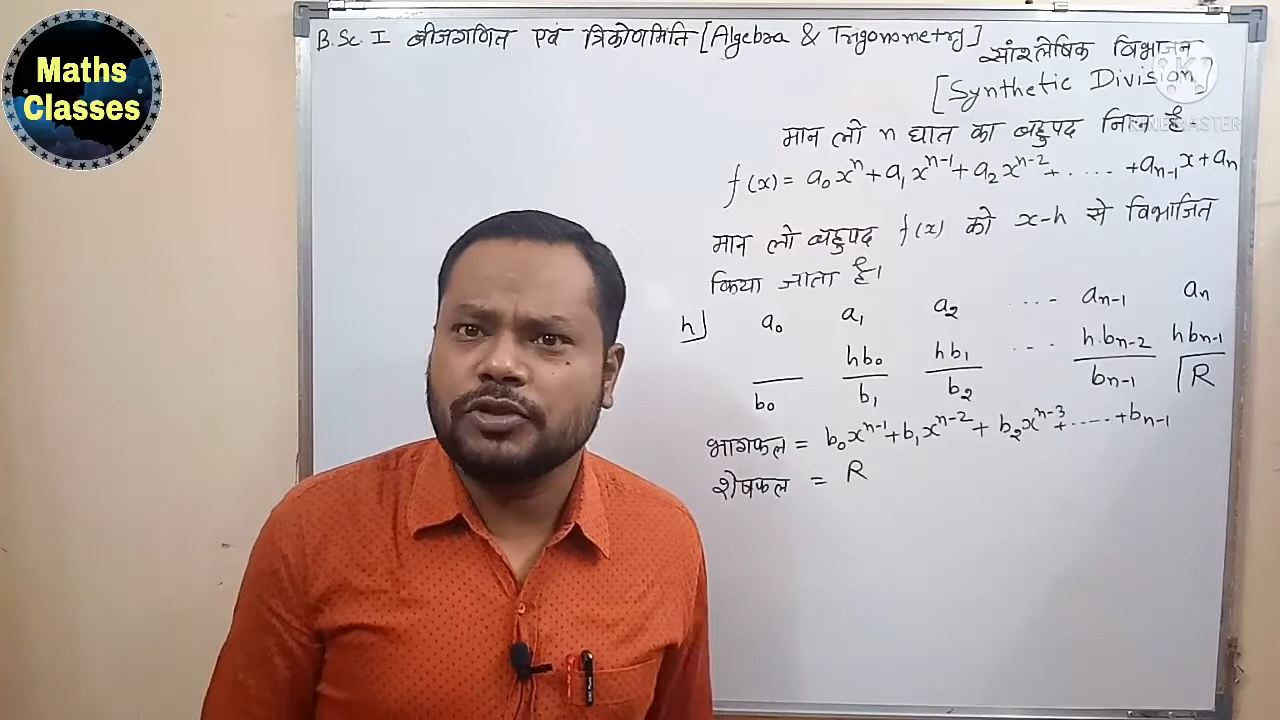 Maths
Classes
B.Sc. I बीजगणित एवं त्रिकोणमिति [Algebra & Trigonometry]
सांश्लेषिक विभाजन
[Synthetic Division
मान लो n घात का बहुपद निम्न है-
f(x) = a₀xⁿ + a₁xⁿ⁻¹ + a₂xⁿ⁻² + ..... + aₙ₋₁x + aₙ
मान लो बहुपद f(x) को x-h से विभाजित
किया जाता है।
h) a₀ a₁ a₂ .... aₙ₋₁ aₙ
hb₀ hb₁ ... h.bₙ₋₂ hbₙ₋₁
b₀ b₁ b₂ bₙ₋₁ R
भागफल = b₀xⁿ⁻¹ + b₁xⁿ⁻² + b₂xⁿ⁻³ + ..... + bₙ₋₁
शेषफल = R